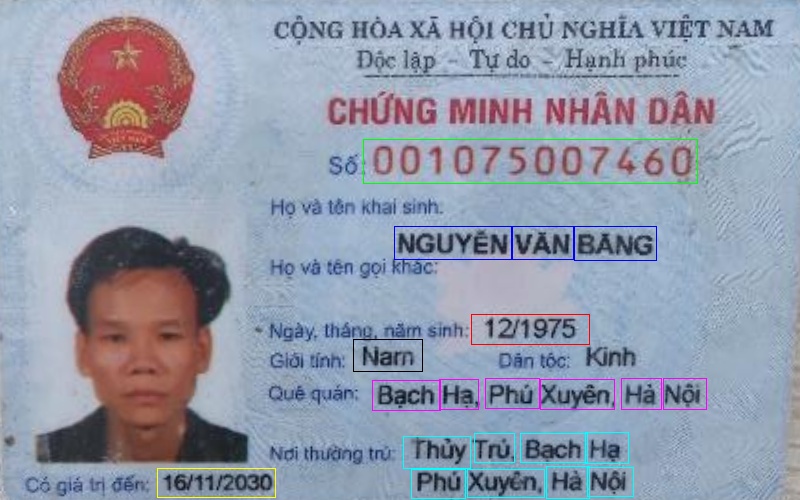 CỘNG HÒA XÃ HỘI CHỦ NGHĨA VIỆT NAM
Độc lập - Tự do - Hạnh phúc
CHỨNG MINH NHÂN DÂN
Số: 001075007460
Họ và tên khai sinh:
NGUYỄN VĂN BẰNG
Họ và tên gọi khác:
Ngày, tháng, năm sinh: 12/1975
Giới tính: Nam Dân tộc: Kinh
Quê quán: Bạch Hạ, Phú Xuyên, Hà Nội
Nơi thường trú: Thủy Trú, Bạch Hạ
Phú Xuyên, Hà Nội
Có giá trị đến: 16/11/2030